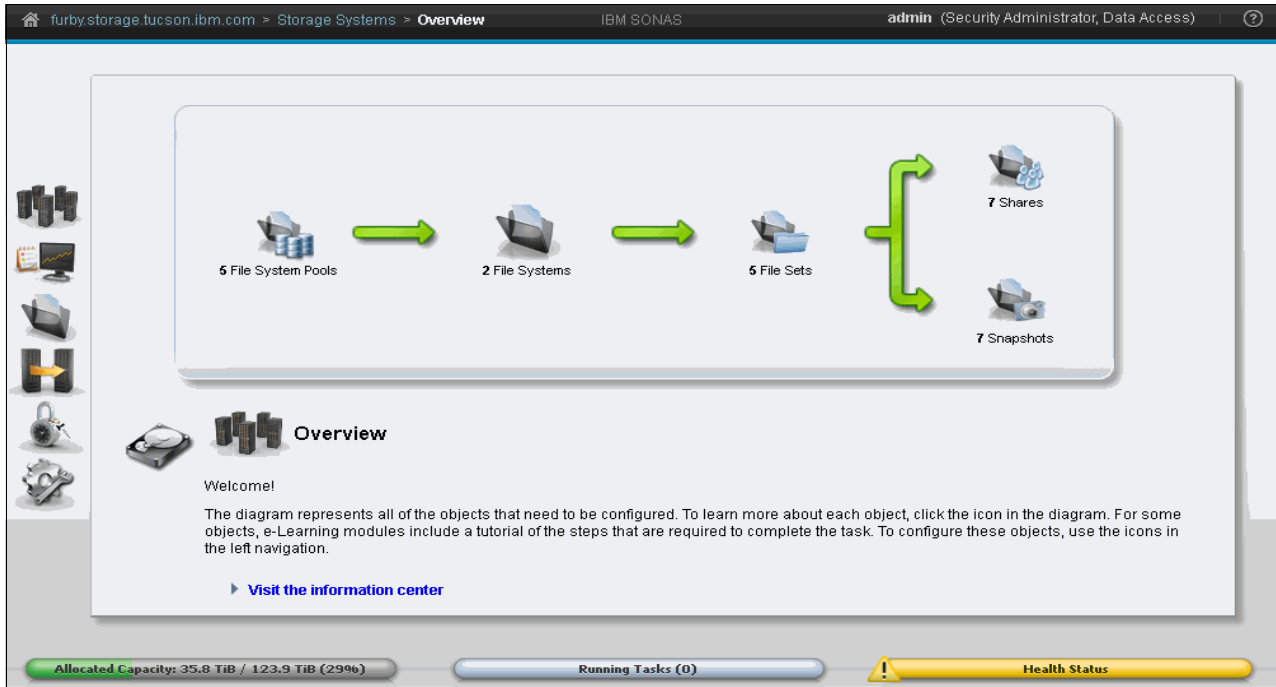 furby.storage.tucson.ibm.com > Storage Systems > Overview IBM SONAS admin (Security Administrator, Data Access) ?
7 Shares
5 File System Pools 2 File Systems 5 File Sets
7 Snapshots
Overview
Welcome!
The diagram represents all of the objects that need to be configured. To learn more about each object, click the icon in the diagram. For some
objects, e-Learning modules include a tutorial of the steps that are required to complete the task. To configure these objects, use the icons in
the left navigation.
Visit the information center
Allocated Capacity: 35.8 TiB / 123.9 TiB (29%) Running Tasks (0) Health Status